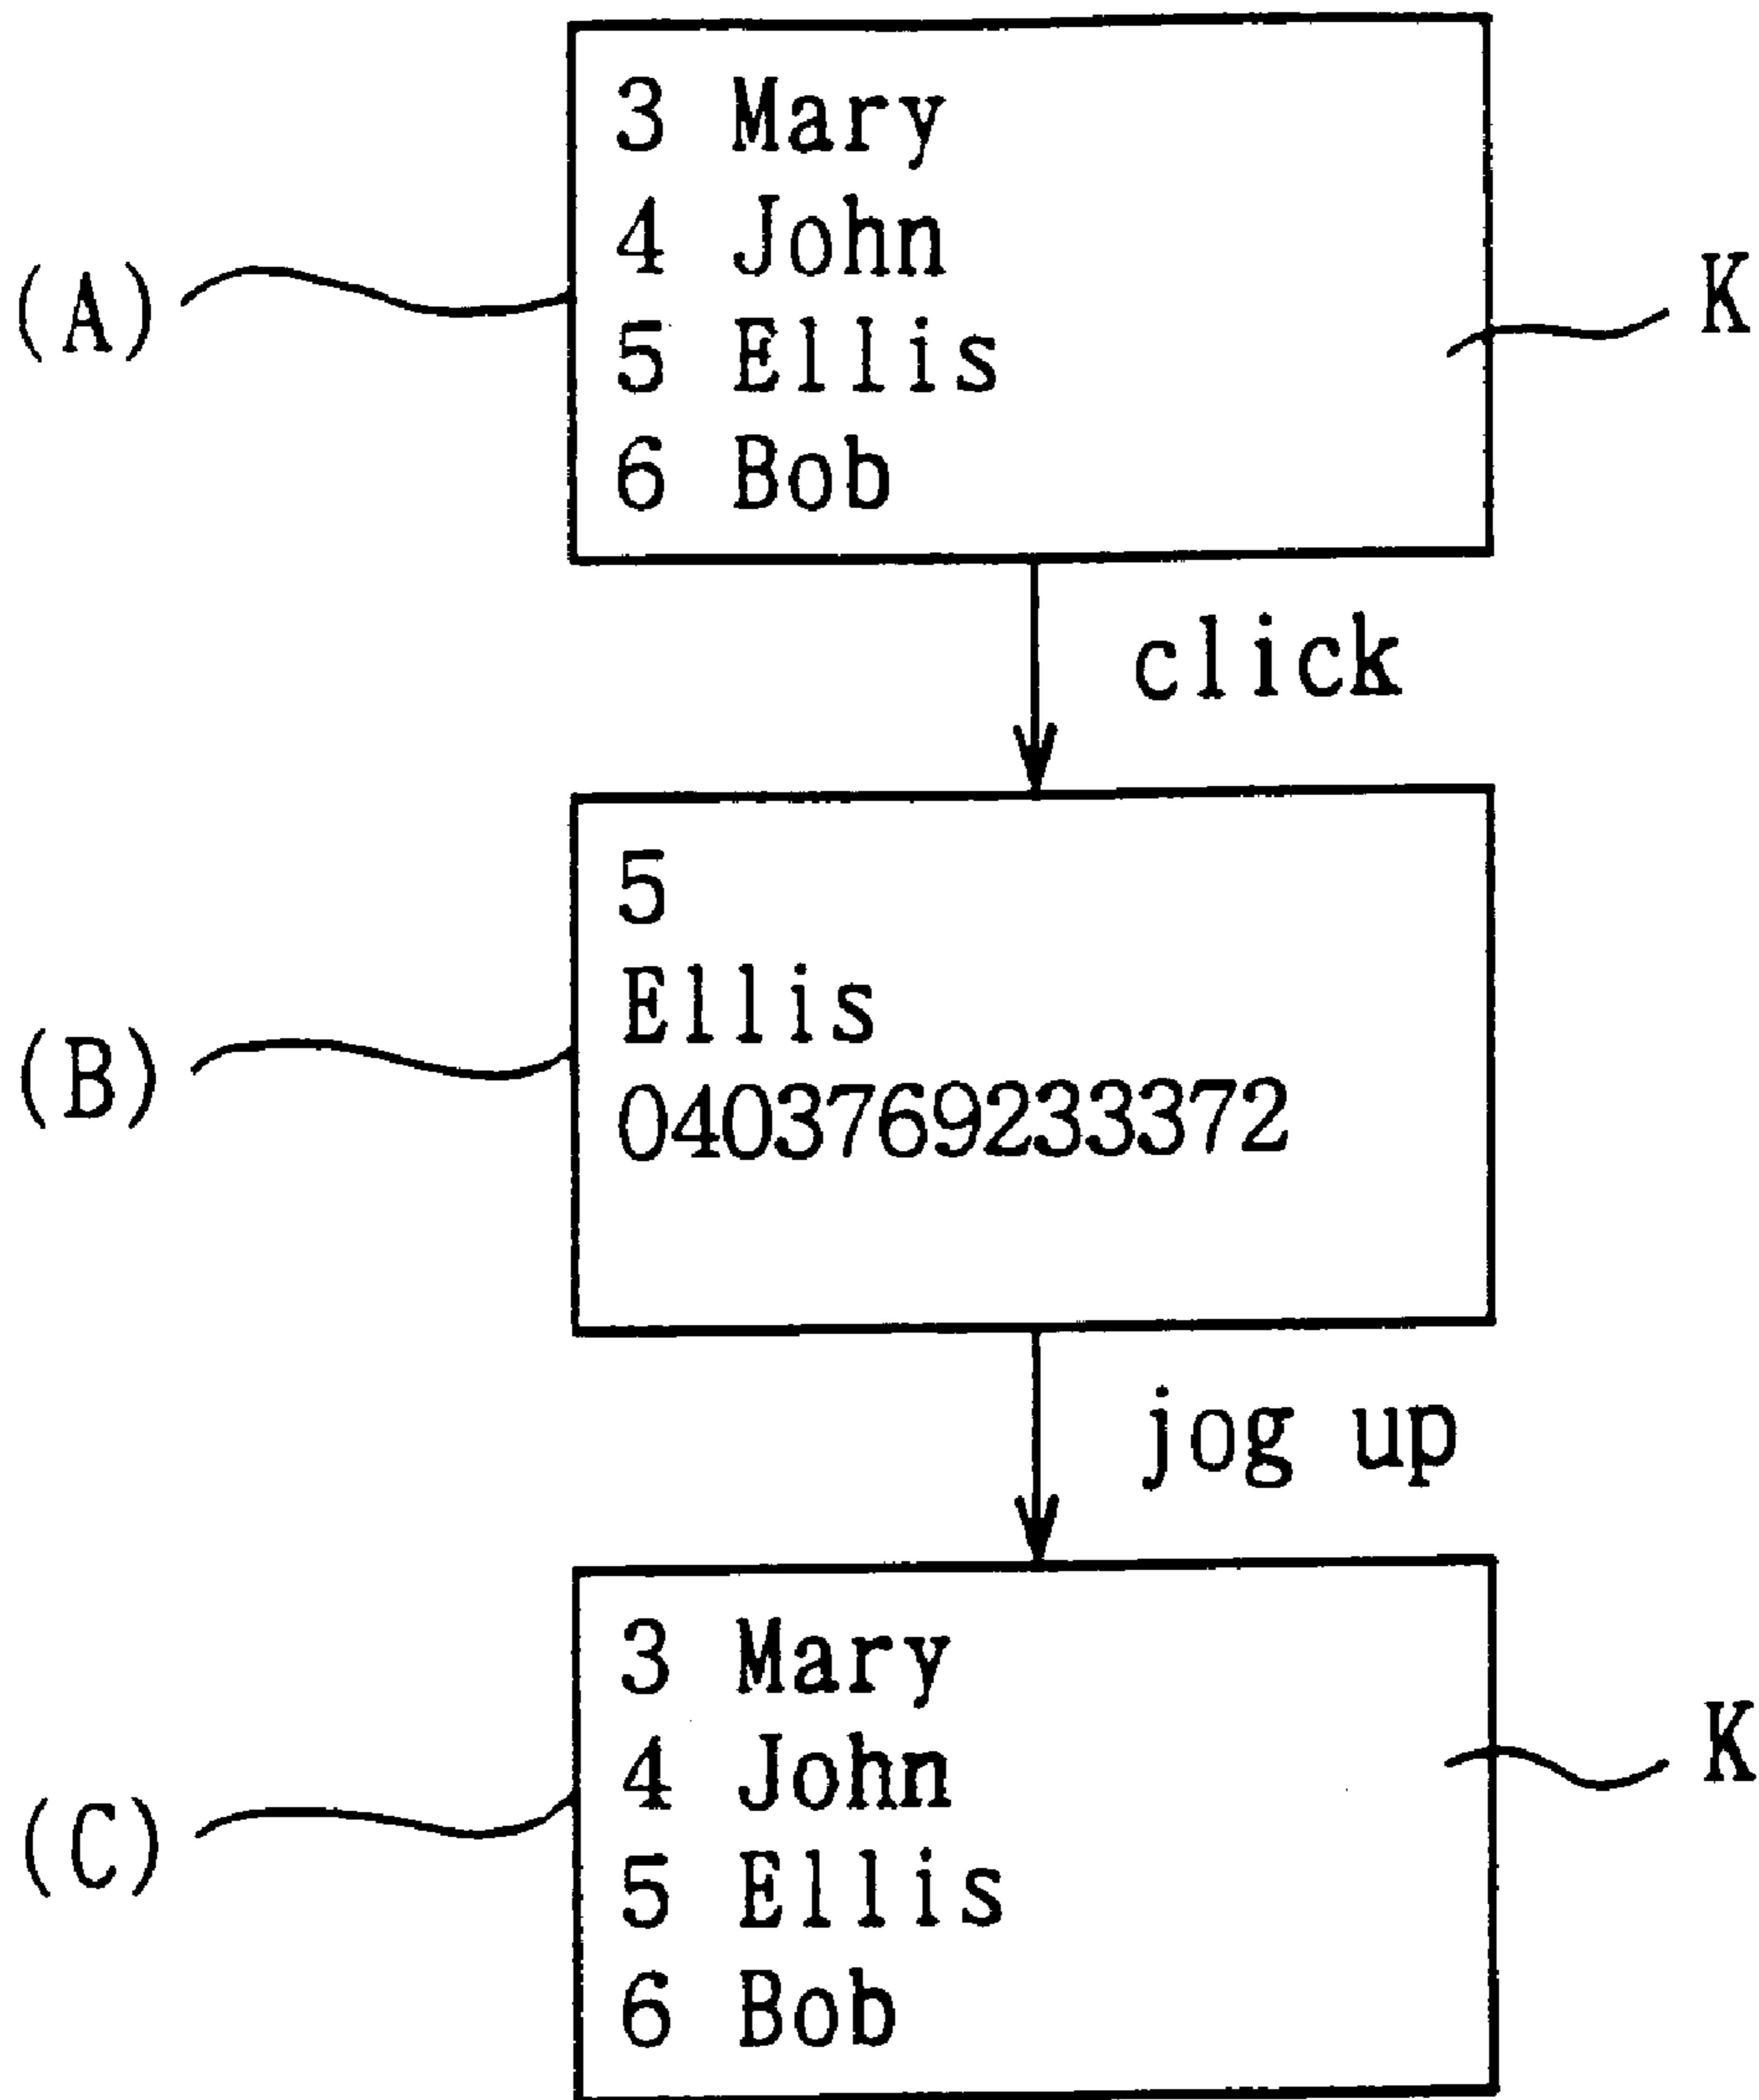 3 Mary
4 John
(A)
K
5 Ellis
6 Bob
click
5
Ellis
(B)
0403769233372
jog up
3 Mary
4 John
K
(C)
5 Ellis
6 Bob